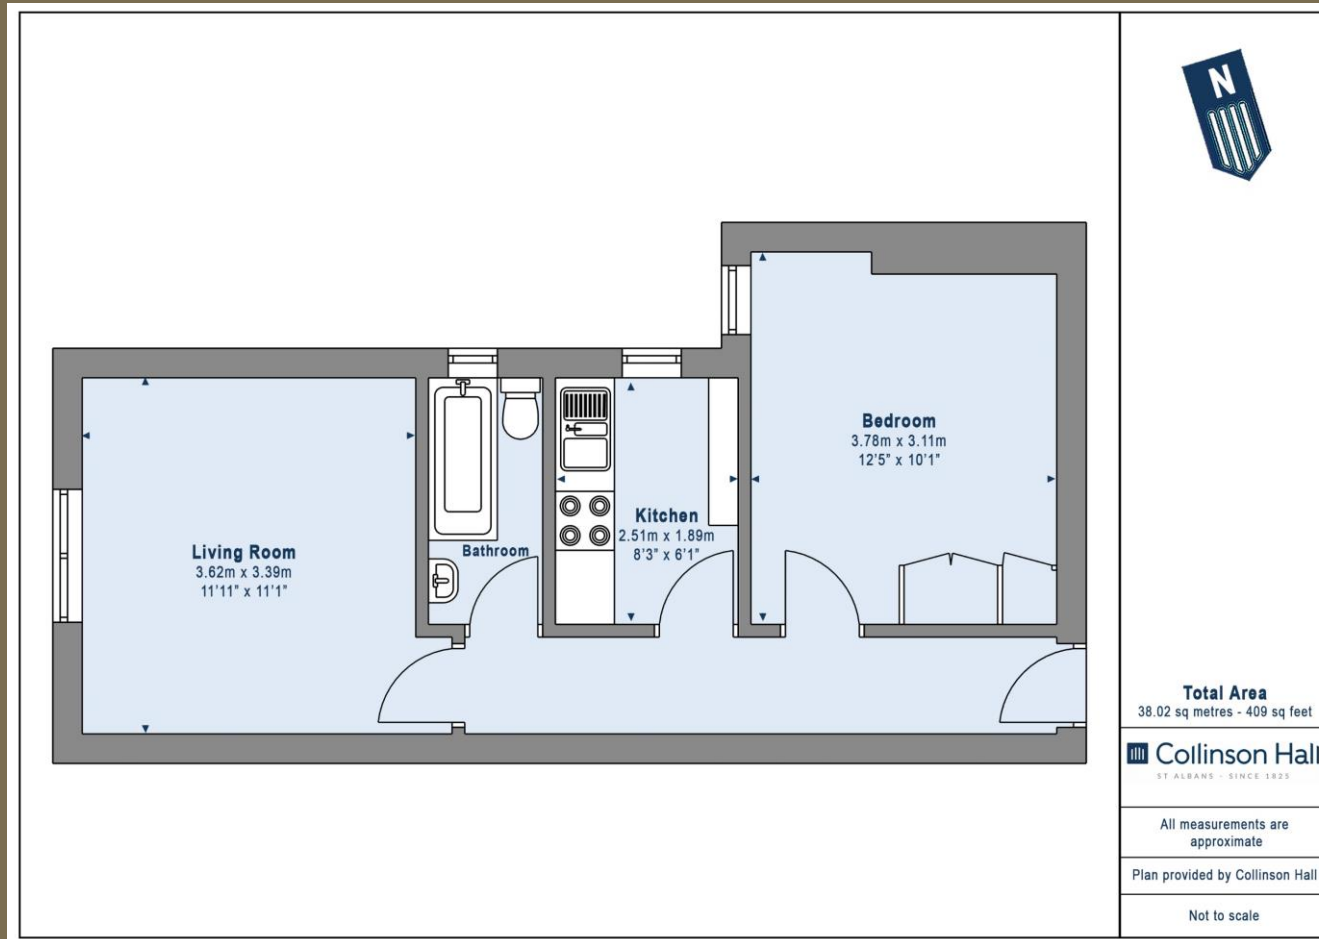 N
Living Room
3.62m x 3.39m
11'11" x 11'1"
Bathroom
Kitchen
2.51m x 1.89m
8'3" x 6'1"
Bedroom
3.78m x 3.11m
12'5" x 10'1"
Total Area
38.02 sq metres - 409 sq feet
Collinson Hall
ST ALBANS - SINCE 1825
All measurements are
approximate
Plan provided by Collinson Hall
Not to scale